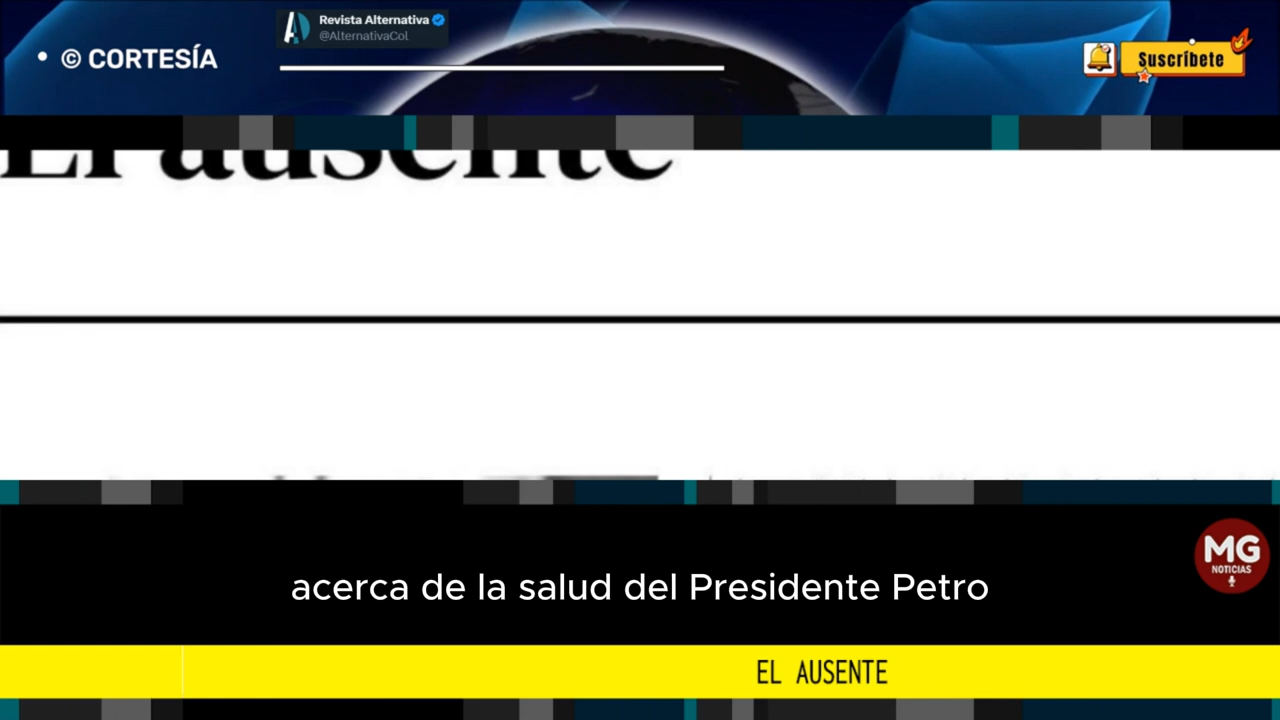 Revista Alternativa
@AlternativaCol
• © CORTESÍA
Suscríbete
El ausente
acerca de la salud del Presidente Petro
MG
NOTICIAS
EL AUSENTE